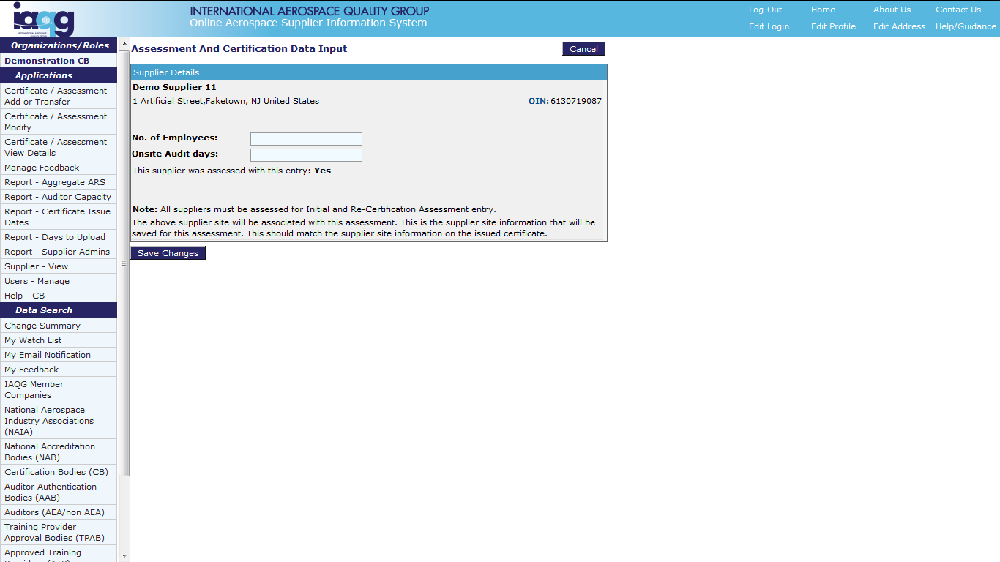 iaqg
INTERNATIONAL AEROSPACE
QUALITY GROUP
INTERNATIONAL AEROSPACE QUALITY GROUP
Online Aerospace Supplier Information System
Log-Out Home About Us Contact Us
Edit Login Edit Profile Edit Address Help/Guidance
Organizations/Roles
Demonstration CB
Applications
Certificate / Assessment
Add or Transfer
Certificate / Assessment
Modify
Certificate / Assessment
View Details
Manage Feedback
Report - Aggregate ARS
Report - Auditor Capacity
Report - Certificate Issue
Dates
Report - Days to Upload
Report - Supplier Admins
Supplier - View
Users - Manage
Help - CB
Data Search
Change Summary
My Watch List
My Email Notification
My Feedback
IAQG Member
Companies
National Aerospace
Industry Associations
(NAIA)
National Accreditation
Bodies (NAB)
Certification Bodies (CB)
Auditor Authentication
Bodies (AAB)
Auditors (AEA/non AEA)
Training Provider
Approval Bodies (TPAB)
Approved Training
Assessment And Certification Data Input
Cancel
Supplier Details
Demo Supplier 11
1 Artificial Street,Faketown, NJ United States OIN: 6130719087
No. of Employees:
Onsite Audit days:
This supplier was assessed with this entry: Yes
Note: All suppliers must be assessed for Initial and Re-Certification Assessment entry.
The above supplier site will be associated with this assessment. This is the supplier site information that will be
saved for this assessment. This should match the supplier site information on the issued certificate.
Save Changes